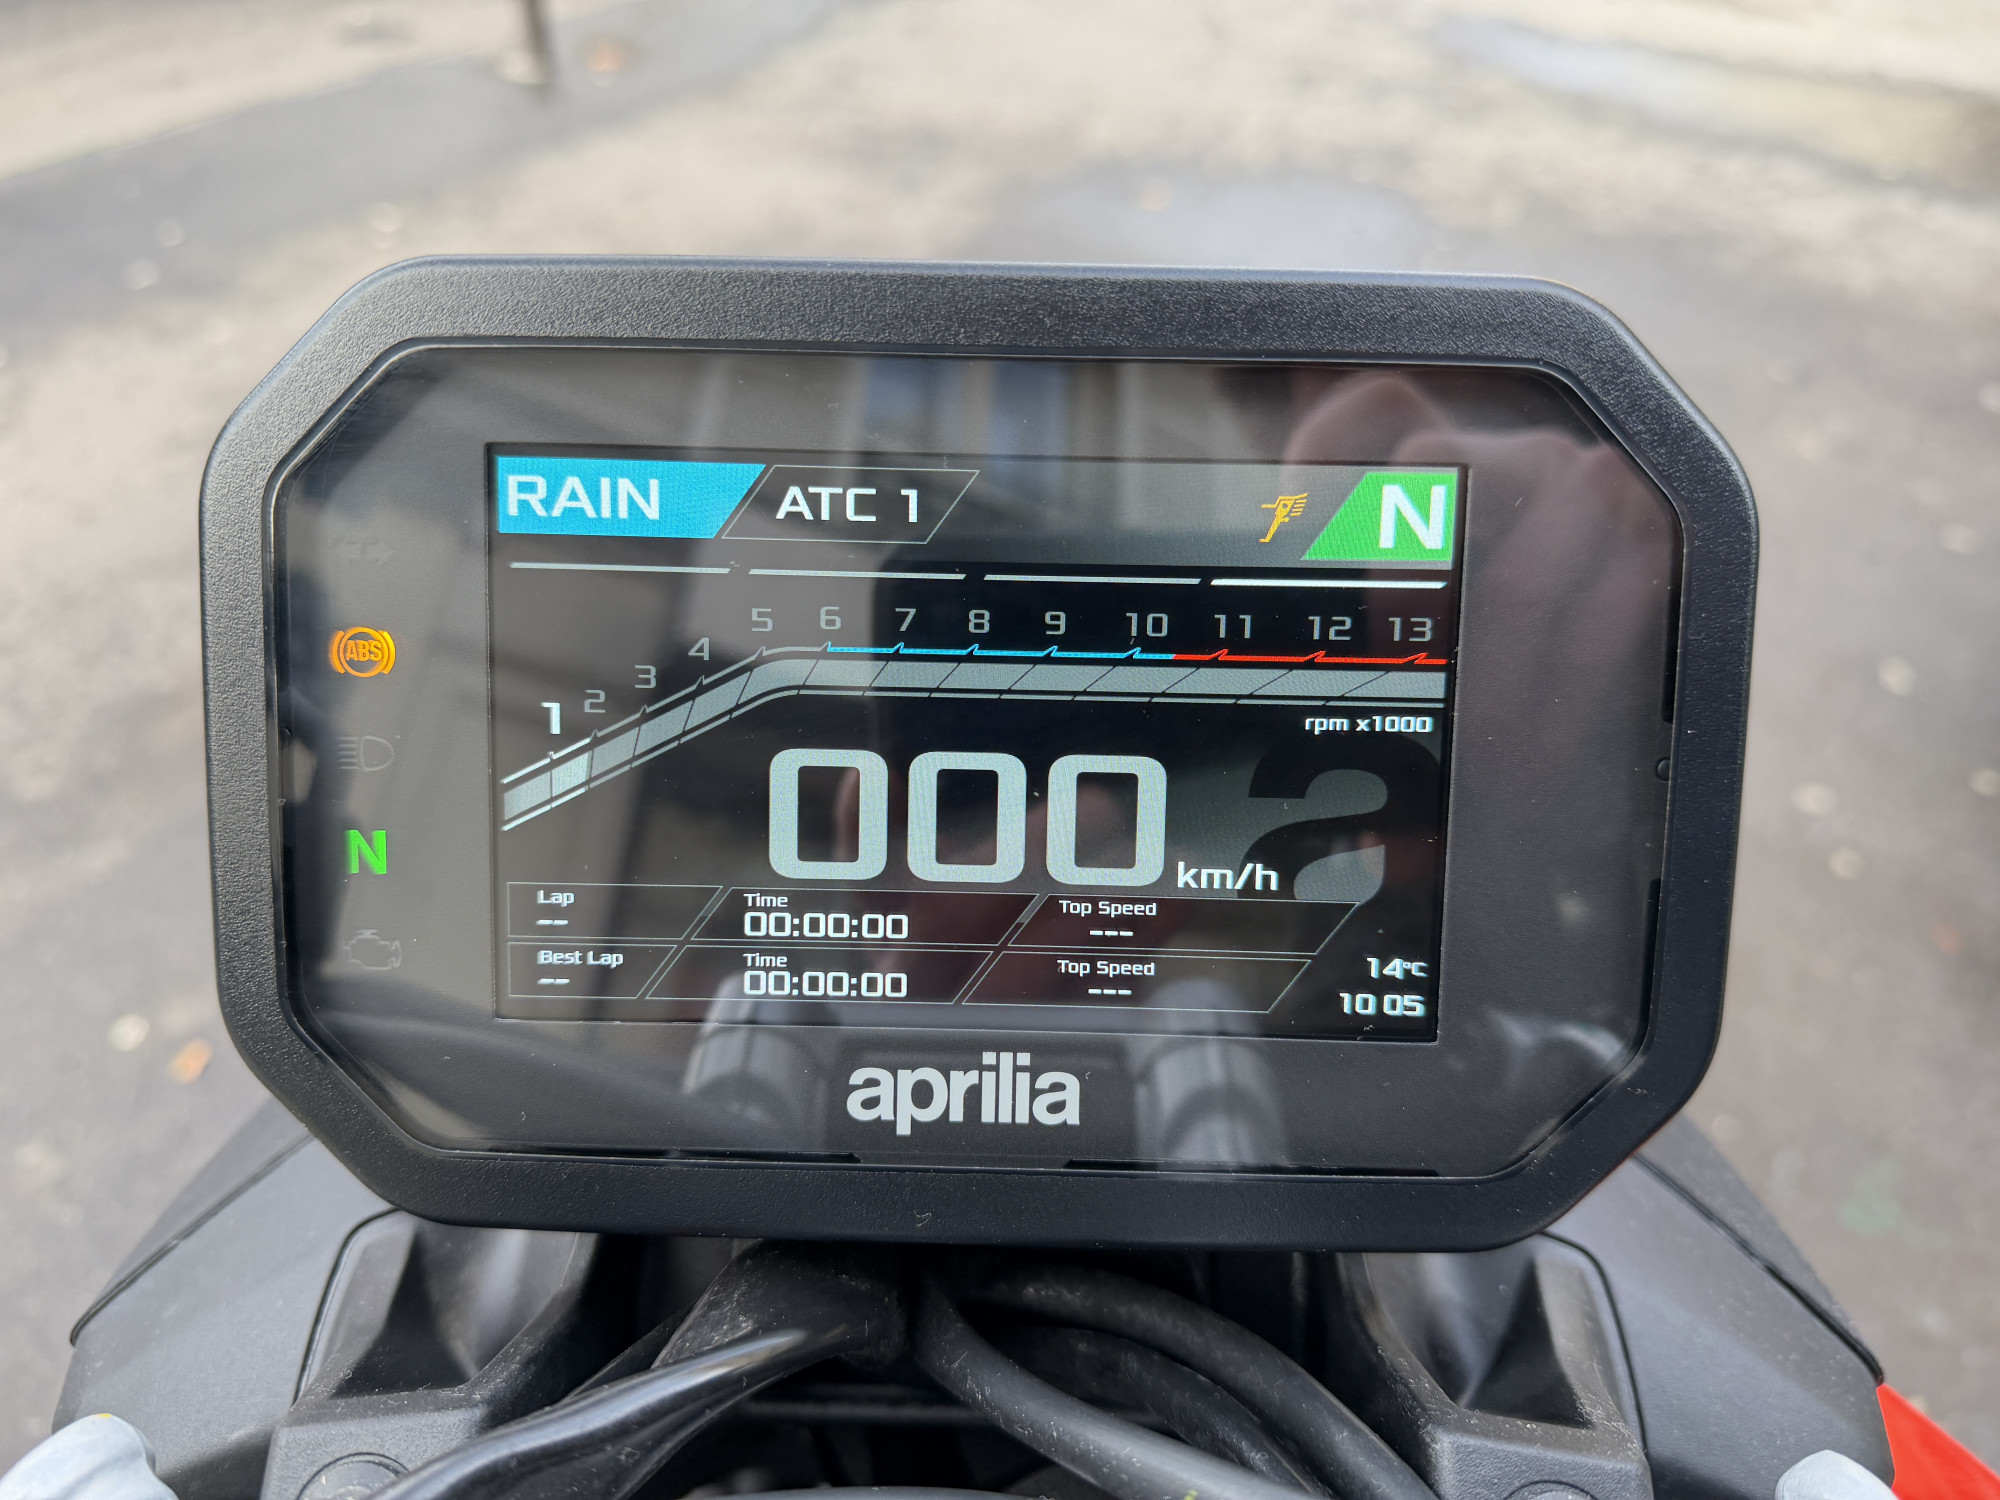 RAIN ATC 1 N
1 2 3 4 5 6 7 8 9 10 11 12 13
rpm x1000
ABS
000 km/h 2
N
Lap Time Top Speed
-- 00:00:00 ---
Best Lap Time Top Speed
-- 00:00:00 ---
14°C
10 05
aprilia